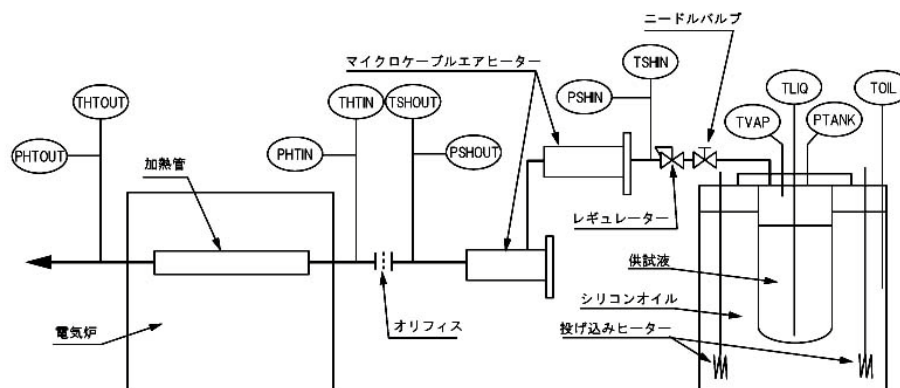 ニードルバルブ
マイクロケーブルエアヒーター
TSHIN
THTOUT
THTIN
TSHOUT
PSHIN
TLIQ
TOIL
TVAP
PTANK
PHTOUT
PHTIN
PSHOUT
加熱管
レギュレーター
供試液
シリコンオイル
オリフィス
電気炉
投げ込みヒーター